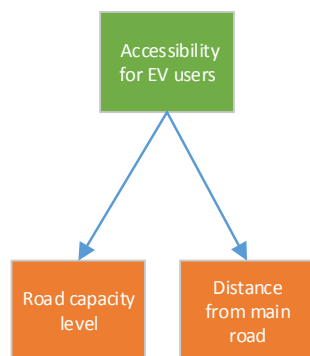 Accessibility
for EV users
Road capacity
level
Distance
from main
road